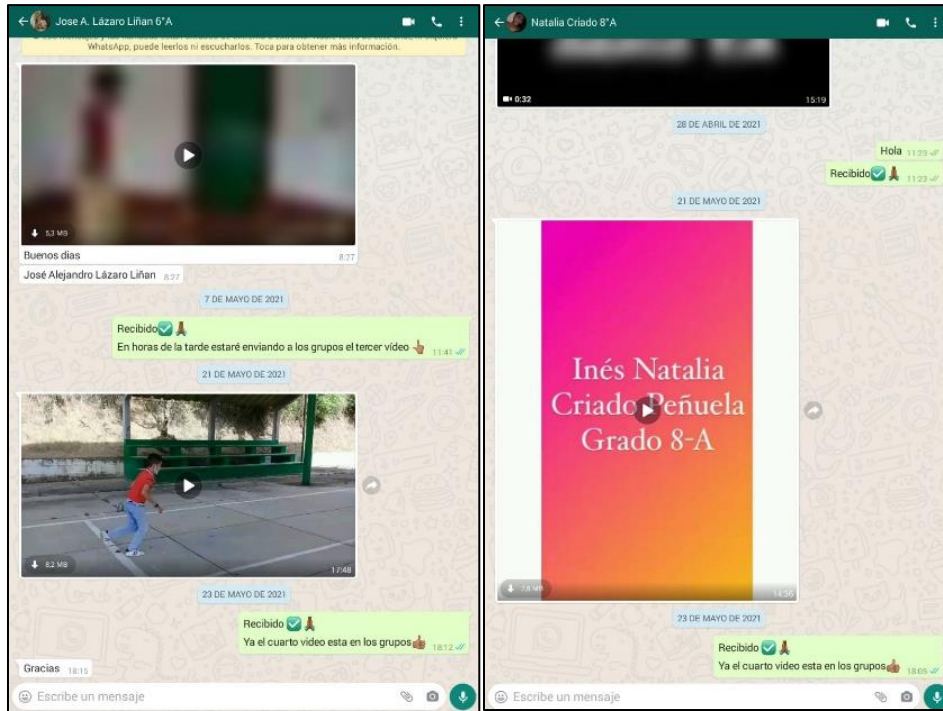 Jose A. Lázaro Liñan 6°A
WhatsApp, puede leerlos ni escucharlos. Toca para obtener más información.
5,3 MB
Buenos dias 8:27
José Alejandro Lázaro Liñan 8:27
7 DE MAYO DE 2021
Recibido✅🙏🏾
En horas de la tarde estaré enviando a los grupos el tercer vídeo 👆🏽 11:41
21 DE MAYO DE 2021
8,2 MB 17:48
23 DE MAYO DE 2021
Recibido ✅🙏🏾
Ya el cuarto video esta en los grupos👍🏽 18:12
Gracias 18:15
Escribe un mensaje
Natalia Criado 8°A
0:32 15:19
28 DE ABRIL DE 2021
Hola 11:23
Recibido✅🙏🏾 11:23
21 DE MAYO DE 2021
Inés Natalia
Criado Peñuela
Grado 8-A
7,8 MB 14:36
23 DE MAYO DE 2021
Recibido ✅🙏🏾
Ya el cuarto video esta en los grupos👍🏽 18:05
Escribe un mensaje